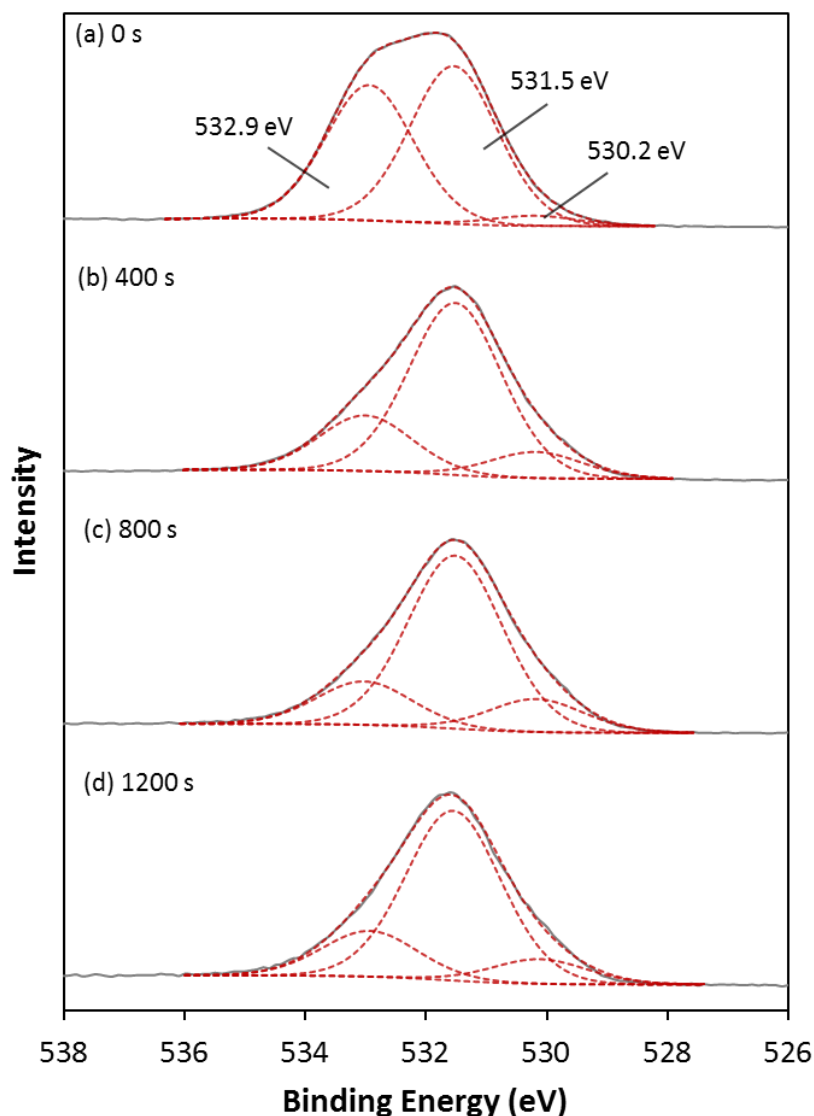 (a) 0 s
531.5 eV
532.9 eV
530.2 eV
(b) 400 s
(c) 800 s
(d) 1200 s
Intensity
538 536 534 532 530 528 526
Binding Energy (eV)